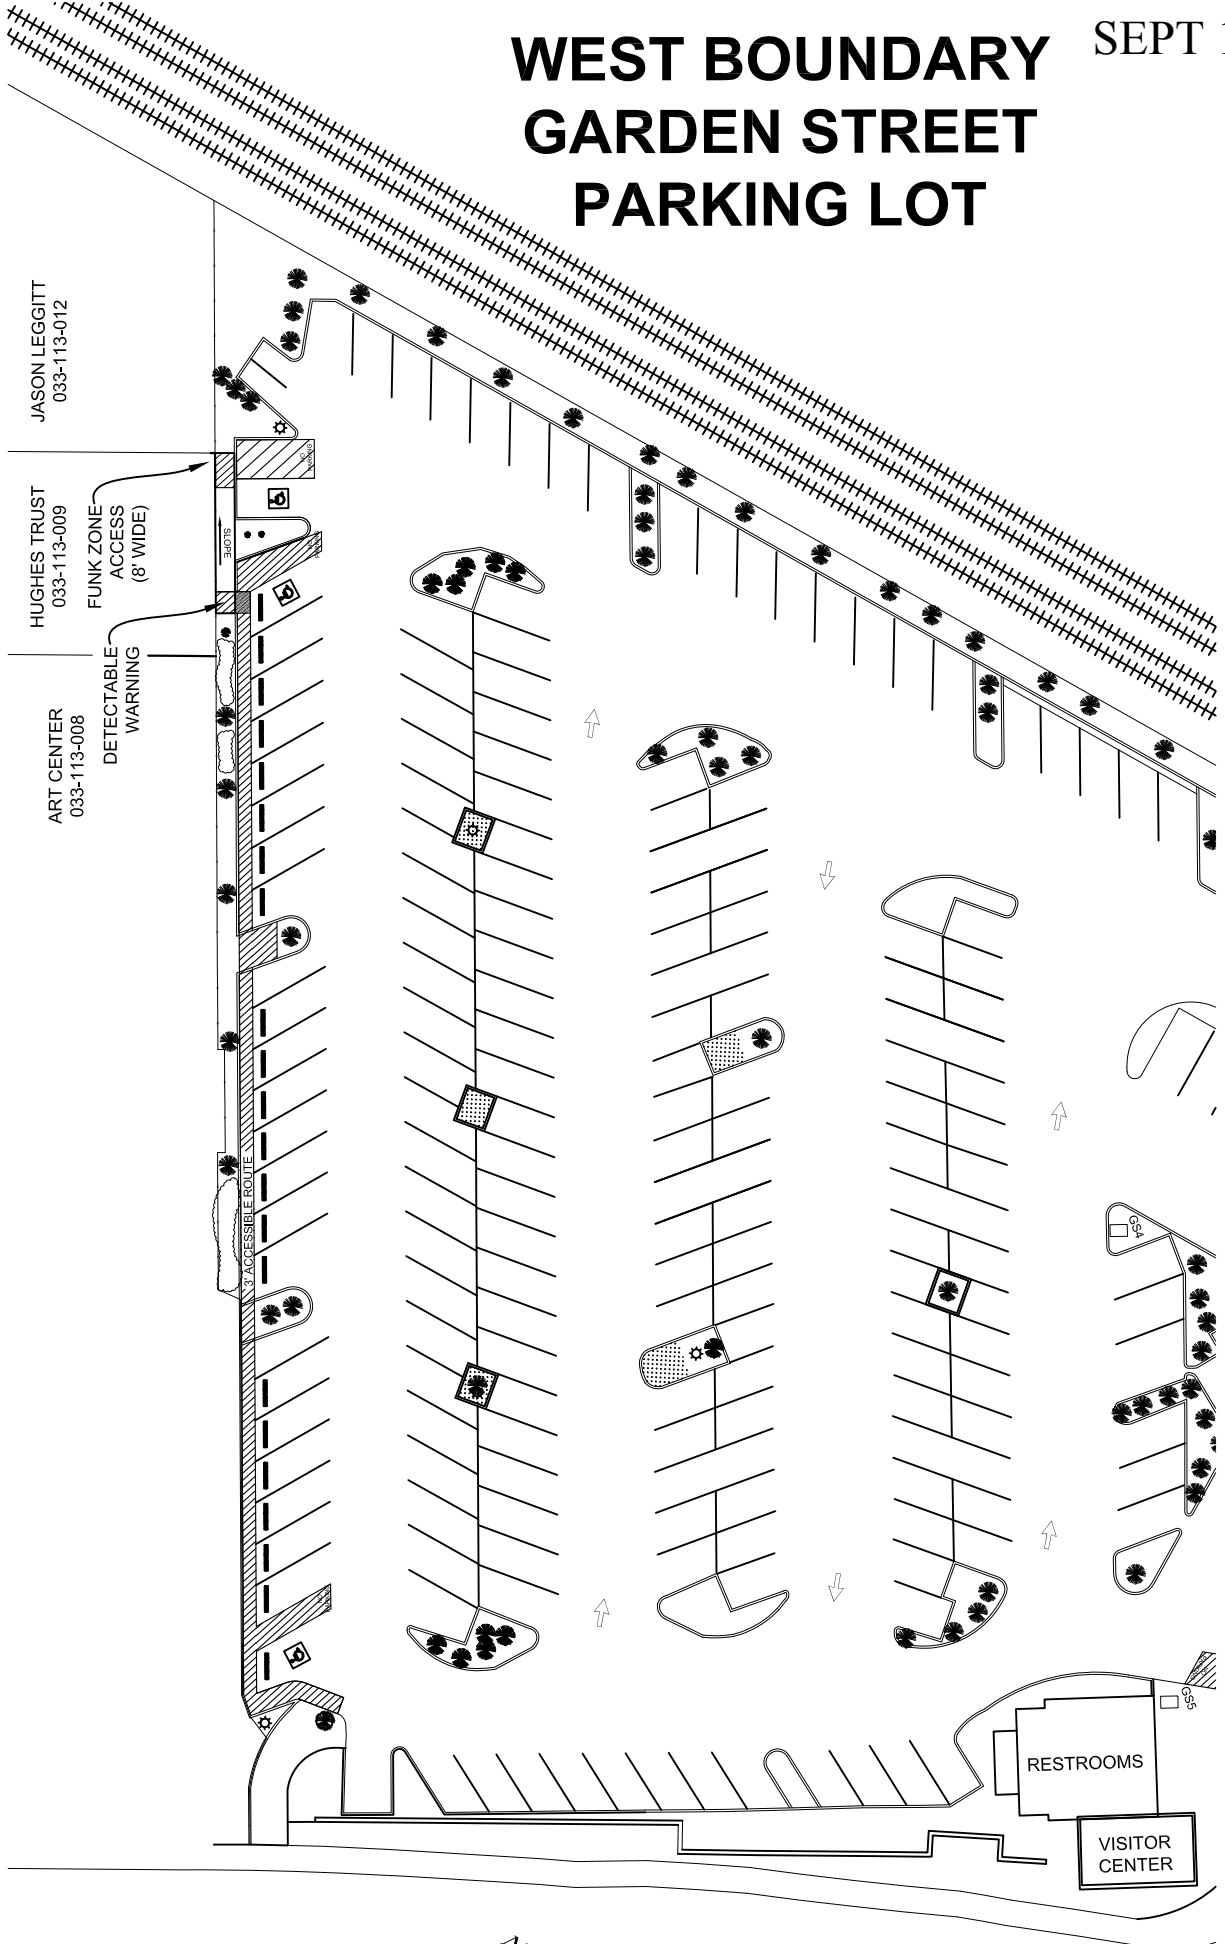 WEST BOUNDARY
GARDEN STREET
PARKING LOT
SEPT
JASON LEGGITT
033-113-012
HUGHES TRUST
033-113-009
FUNK ZONE
ACCESS
(8' WIDE)
ART CENTER
033-113-008
DETECTABLE
WARNING
NO
PARKING
SLOPE
3' ACCESSIBLE ROUTE
GS4
GS5
RESTROOMS
VISITOR
CENTER